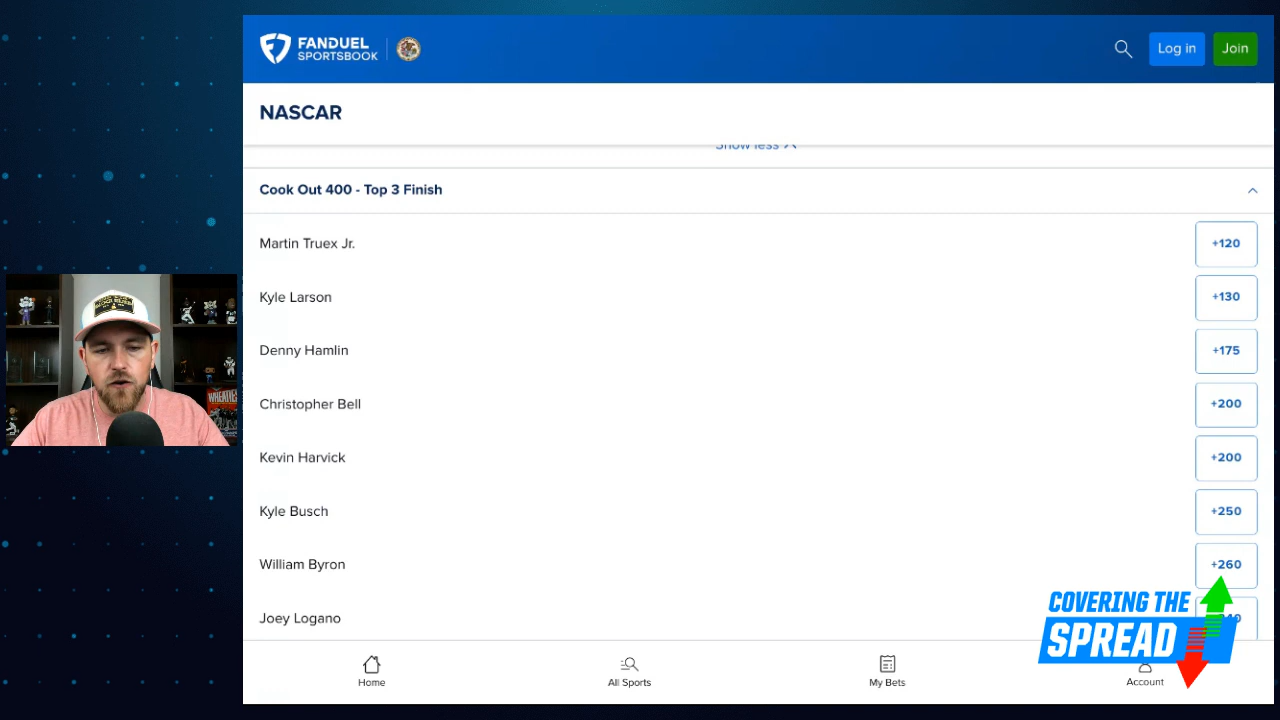 FANDUEL
SPORTSBOOK
Log in
Join
NASCAR
Show less
Cook Out 400 - Top 3 Finish
Martin Truex Jr.
+120
Kyle Larson
+130
Denny Hamlin
+175
Christopher Bell
+200
Kevin Harvick
+200
Kyle Busch
+250
William Byron
+260
Joey Logano
COVERING THE
SPREAD
Home
All Sports
My Bets
Account
WHEATIES